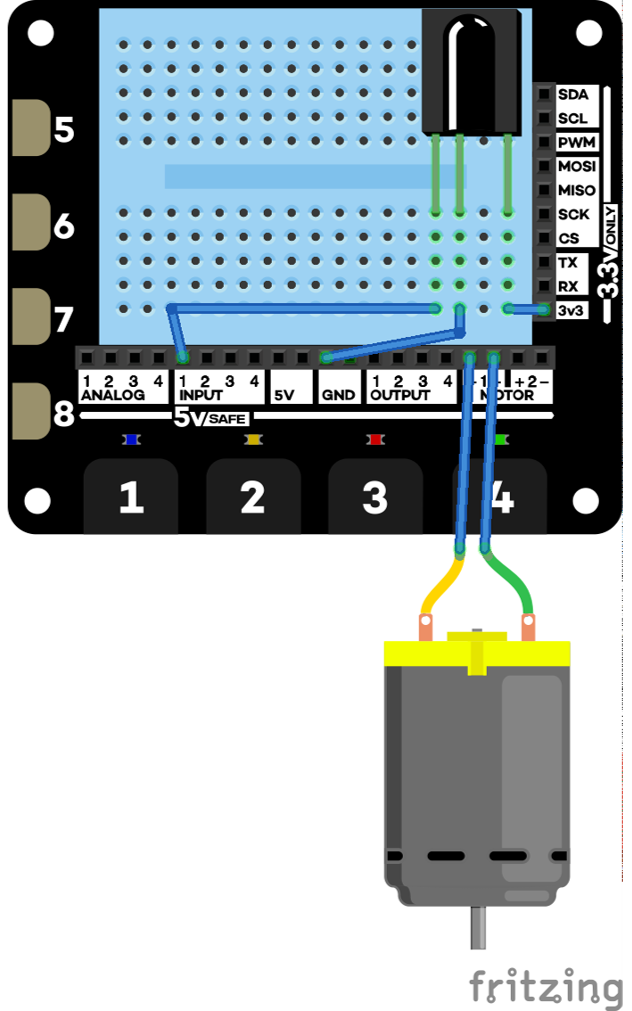 5
6
7
8
SDA
SCL
PWM
MOSI
MISO
SCK
CS
TX
RX
3v3
3.3v/ONLY
1 2 3 4
ANALOG
1 2 3 4
INPUT
5V
GND
1 2 3 4
OUTPUT
1
+2-
MOTOR
5v/SAFE
1
2
3
4
fritzing